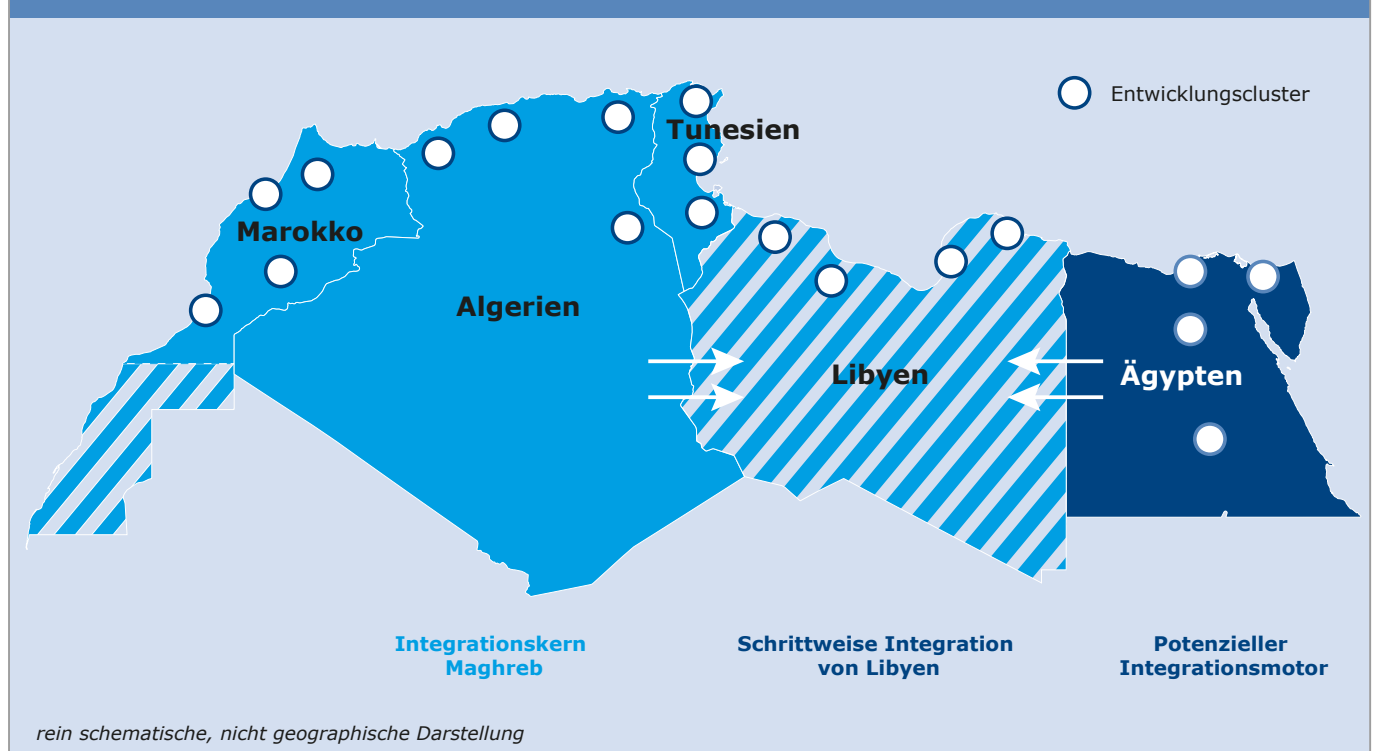 Entwicklungscluster
Tunesien
Marokko
Algerien
Libyen
Ägypten
Integrationskern
Maghreb
Schrittweise Integration
von Libyen
Potenzieller
Integrationsmotor
rein schematische, nicht geographische Darstellung